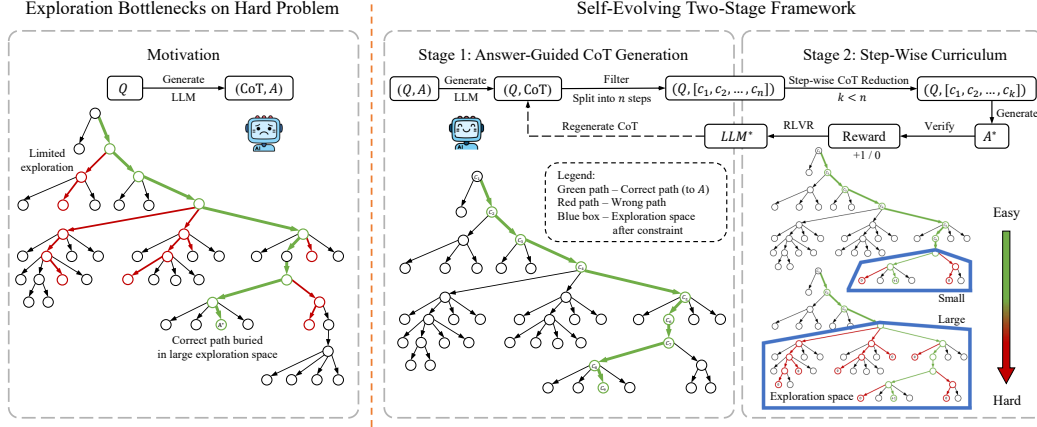 Exploration Bottlenecks on Hard Problem
Self-Evolving Two-Stage Framework
Motivation
Q
Generate
LLM
(CoT, A)
Limited
exploration
A*
Correct path buried
in large exploration space
Stage 1: Answer-Guided CoT Generation
(Q, A)
Generate
LLM
(Q, CoT)
Filter
Split into n steps
(Q, [c₁, c₂, …, cₙ])
Regenerate CoT
LLM*
Legend:
Green path – Correct path (to A)
Red path – Wrong path
Blue box – Exploration space
after constraint
Stage 2: Step-Wise Curriculum
Step-wise CoT Reduction
k < n
(Q, [c₁, c₂, …, cₖ])
Generate
RLVR
Reward
+1 / 0
Verify
A*
Small
Large
Exploration space
Easy
Hard